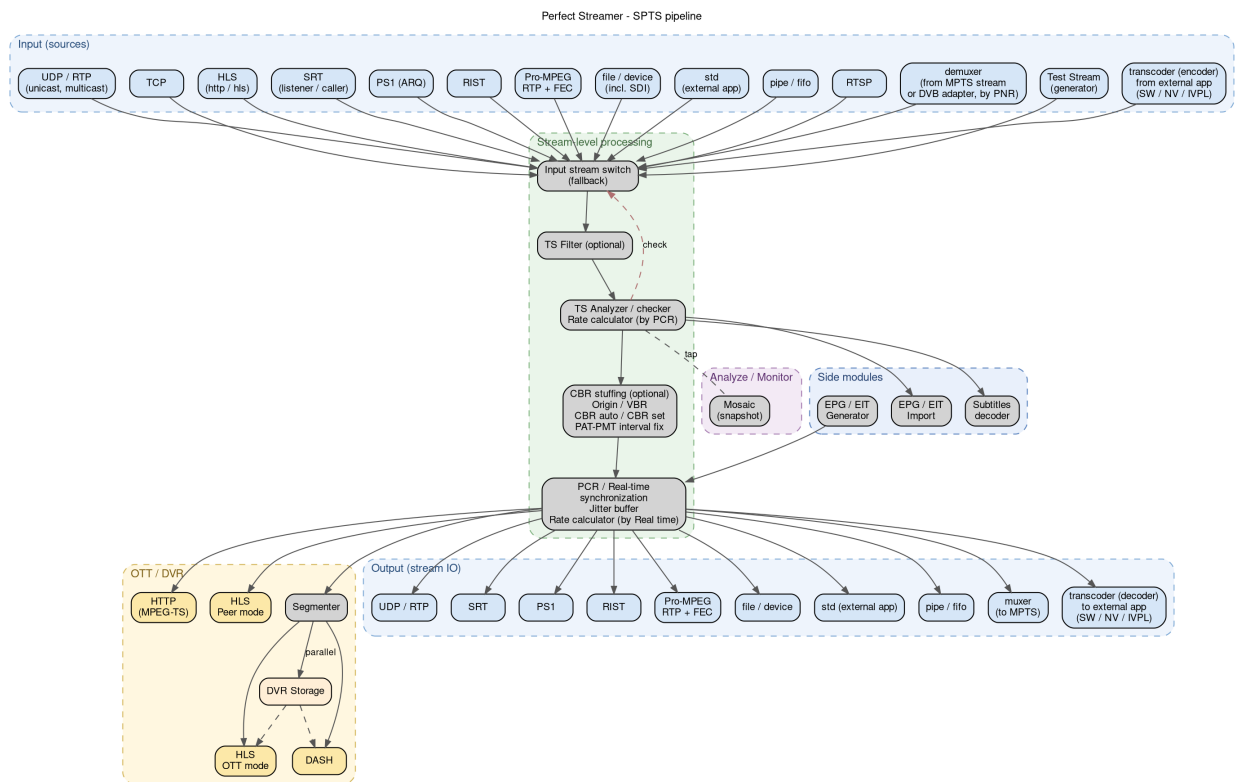 Perfect Streamer - SPTS pipeline
Input (sources)
UDP / RTP
(unicast, multicast)
TCP
HLS
(http / hls)
SRT
(listener / caller)
PS1 (ARQ)
RIST
Pro-MPEG
RTP + FEC
file / device
(incl. SDI)
std
(external app)
pipe / fifo
RTSP
demuxer
(from MPTS stream
or DVB adapter, by PNR)
Test Stream
(generator)
transcoder (encoder)
from external app
(SW / NV / IVPL)
Stream-level processing
Input stream switch
(fallback)
TS Filter (optional)
check
TS Analyzer / checker
Rate calculator (by PCR)
tap
Analyze / Monitor
Mosaic
(snapshot)
Side modules
EPG / EIT
Generator
EPG / EIT
Import
Subtitles
decoder
CBR stuffing (optional)
Origin / VBR
CBR auto / CBR set
PAT-PMT interval fix
PCR / Real-time
synchronization
Jitter buffer
Rate calculator (by Real time)
OTT / DVR
HTTP
(MPEG-TS)
HLS
Peer mode
Segmenter
parallel
DVR Storage
HLS
OTT mode
DASH
Output (stream IO)
UDP / RTP
SRT
PS1
RIST
Pro-MPEG
RTP + FEC
file / device
std (external app)
pipe / fifo
muxer
(to MPTS)
transcoder (decoder)
to external app
(SW / NV / IVPL)